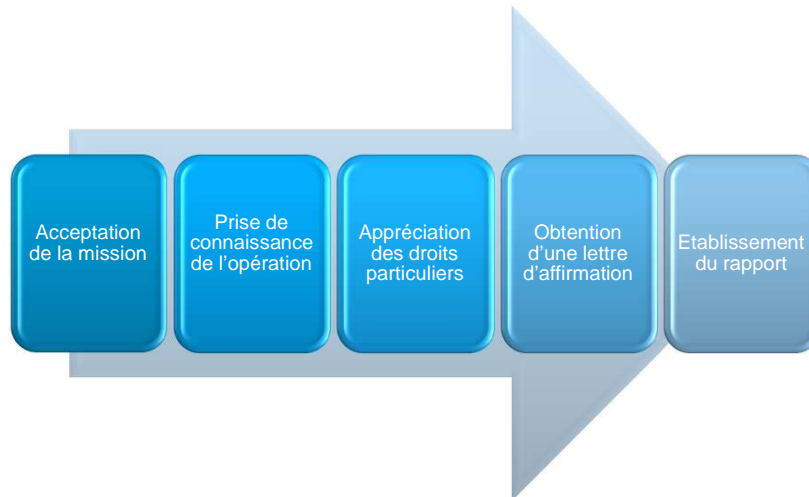 Acceptation
de la mission
Prise de
connaissance
de l'opération
Appréciation
des droits
particuliers
Obtention
d'une lettre
d'affirmation
Etablissement
du rapport